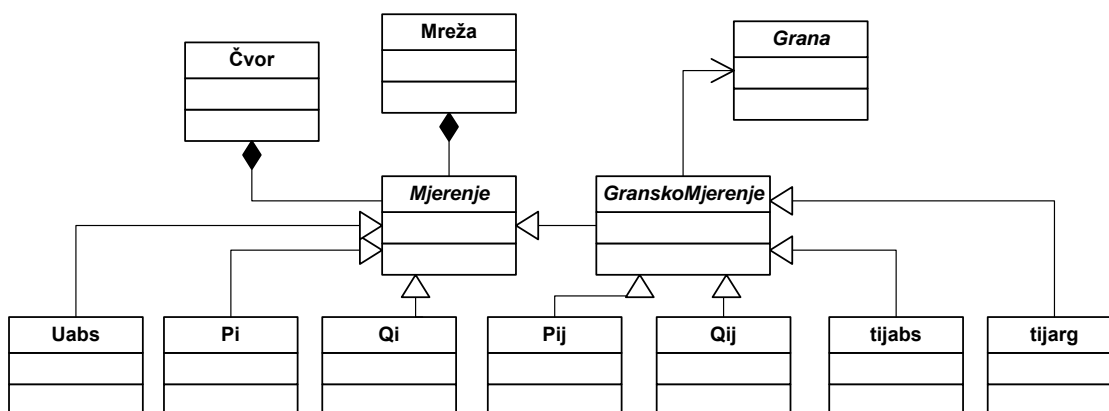 Čvor
Mreža
Grana
Mjerenje
GranskoMjerenje
Uabs
Pi
Qi
Pij
Qij
tijabs
tijarg